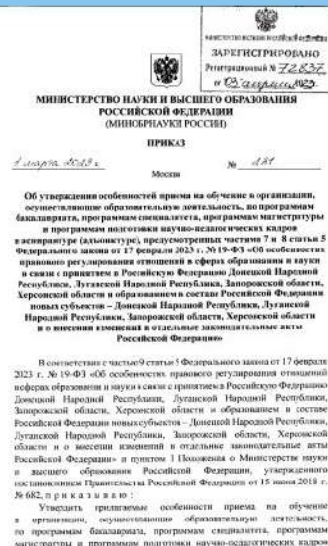 ЗАРЕГИСТРИРОВАНО
Регистрационный № 72837
от "03" апреля 2023
МИНИСТЕРСТВО НАУКИ И ВЫСШЕГО ОБРАЗОВАНИЯ
РОССИЙСКОЙ ФЕДЕРАЦИИ
(МИНОБРНАУКИ РОССИИ)
ПРИКАЗ
1 марта 2023 г. № 231
Москва
Об утверждении особенностей приема на обучение в организации,
осуществляющие образовательную деятельность, по программам
бакалавриата, программам специалитета, программам магистратуры
и программам подготовки научно-педагогических кадров
в аспирантуре (адъюнктуре), предусмотренных частями 7 и 8 статьи 5
Федерального закона от 17 февраля 2023 г. № 19-ФЗ «Об особенностях
правового регулирования отношений в сферах образования и науки
в связи с принятием в Российскую Федерацию Донецкой Народной
Республики, Луганской Народной Республики, Запорожской области,
Херсонской области и образованием в составе Российской Федерации
новых субъектов – Донецкой Народной Республики, Луганской
Народной Республики, Запорожской области, Херсонской области
и о внесении изменений в отдельные законодательные акты
Российской Федерации»
В соответствии с частью 9 статьи 5 Федерального закона от 17 февраля
2023 г. № 19-ФЗ «Об особенностях правового регулирования отношений
в сферах образования и науки в связи с принятием в Российскую Федерацию
Донецкой Народной Республики, Луганской Народной Республики,
Запорожской области, Херсонской области и образованием в составе
Российской Федерации новых субъектов – Донецкой Народной Республики,
Луганской Народной Республики, Запорожской области, Херсонской
области и о внесении изменений в отдельные законодательные акты
Российской Федерации» и пунктом 1 Положения о Министерстве науки
и высшего образования Российской Федерации, утвержденного
постановлением Правительства Российской Федерации от 15 июня 2018 г.
№ 682, п р и к а з ы в а ю :
Утвердить прилагаемые особенности приема на обучение
в организации, осуществляющие образовательную деятельность
по программам бакалавриата, программам специалитета, программам
магистратуры и программам подготовки научно-педагогических кадров